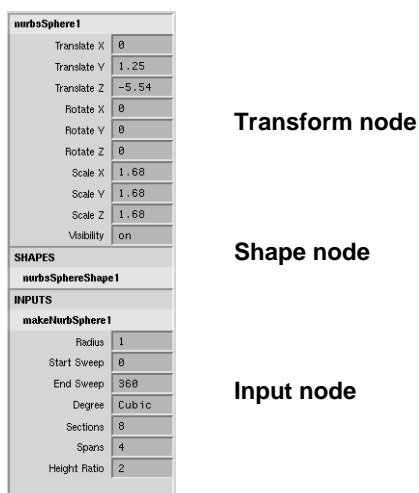 nurbsSphere1
Translate X 0
Translate Y 1.25
Translate Z -5.54
Rotate X 0
Rotate Y 0
Rotate Z 0
Scale X 1.68
Scale Y 1.68
Scale Z 1.68
Visibility on
SHAPES
nurbsSphereShape1
INPUTS
makeNurbSphere1
Radius 1
Start Sweep 0
End Sweep 360
Degree Cubic
Sections 8
Spans 4
Height Ratio 2
Transform node
Shape node
Input node